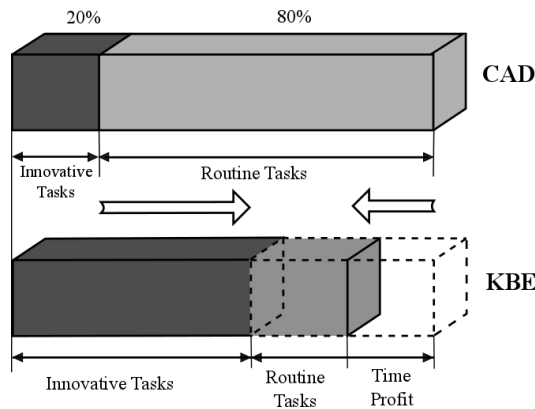 20% 80%
CAD
Innovative
Tasks
Routine Tasks
KBE
Innovative Tasks
Routine
Tasks
Time
Profit